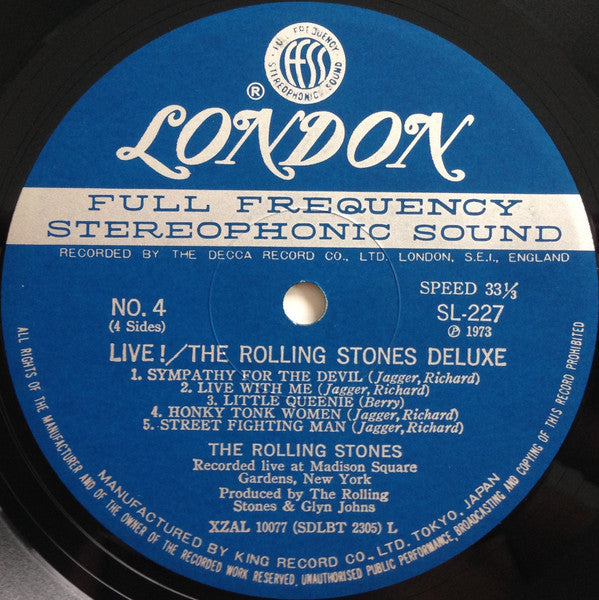 FULL FREQUENCY
ffss
STEREOPHONIC SOUND
®
LONDON
FULL FREQUENCY
STEREOPHONIC SOUND
RECORDED BY THE DECCA RECORD CO., LTD. LONDON, S.E.I., ENGLAND
SPEED 33⅓
NO. 4
SL-227
(4 Sides)
℗ 1973
LIVE!/THE ROLLING STONES DELUXE
1. SYMPATHY FOR THE DEVIL (Jagger, Richard)
2. LIVE WITH ME (Jagger, Richard)
3. LITTLE QUEENIE (Berry)
4. HONKY TONK WOMEN (Jagger, Richard)
5. STREET FIGHTING MAN (Jagger, Richard)
THE ROLLING STONES
Recorded live at Madison Square
Gardens, New York
Produced by The Rolling
Stones & Glyn Johns
XZAL 10077 (SDLBT 2305) L
MANUFACTURED BY KING RECORD CO., LTD. TOKYO, JAPAN
ALL RIGHTS OF THE MANUFACTURER AND OF THE OWNER OF THE RECORDED WORK RESERVED, UNAUTHORISED PUBLIC PERFORMANCE, BROADCASTING AND COPYING OF THIS RECORD PROHIBITED